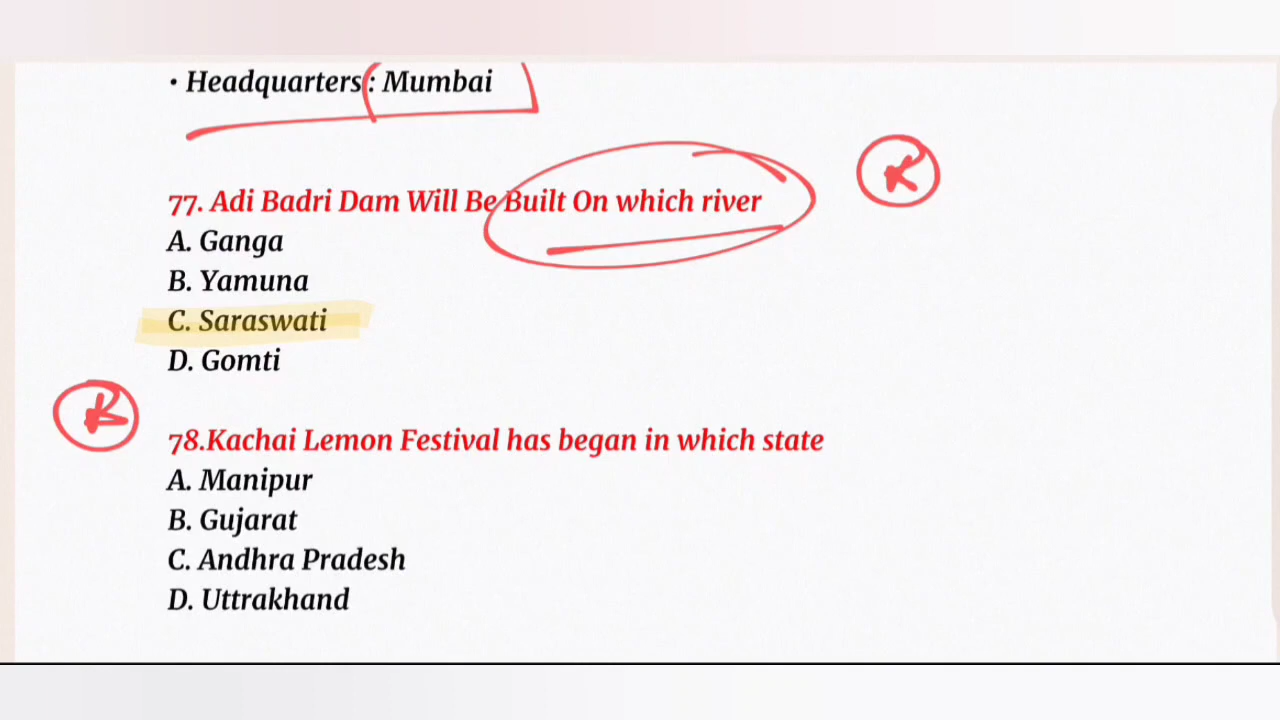 • Headquarters : Mumbai
77. Adi Badri Dam Will Be Built On which river
A. Ganga
B. Yamuna
C. Saraswati
D. Gomti
78.Kachai Lemon Festival has began in which state
A. Manipur
B. Gujarat
C. Andhra Pradesh
D. Uttrakhand